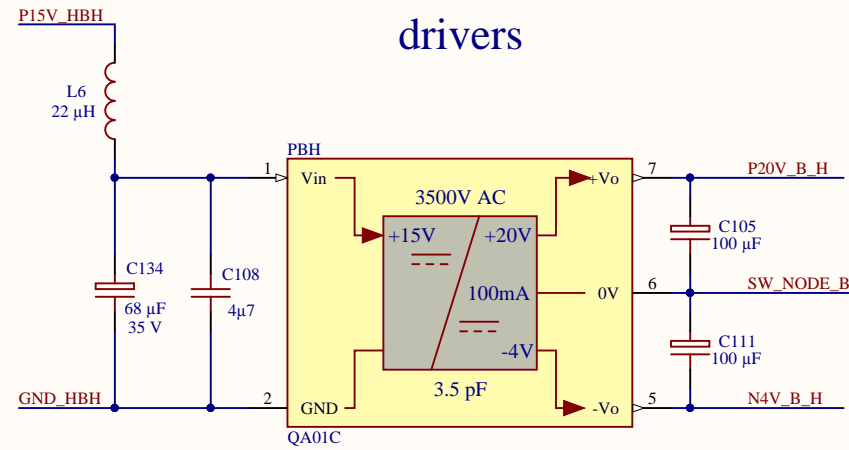 P15V_HBH
drivers
L6
22 µH
PBH
1
Vin
3500V AC
+Vo
7
P20V_B_H
+15V
+20V
C105
100 µF
C134
68 µF
35 V
C108
4µ7
100mA
0V
6
SW_NODE_B
-4V
C111
100 µF
3.5 pF
GND_HBH
2
GND
-Vo
5
N4V_B_H
QA01C